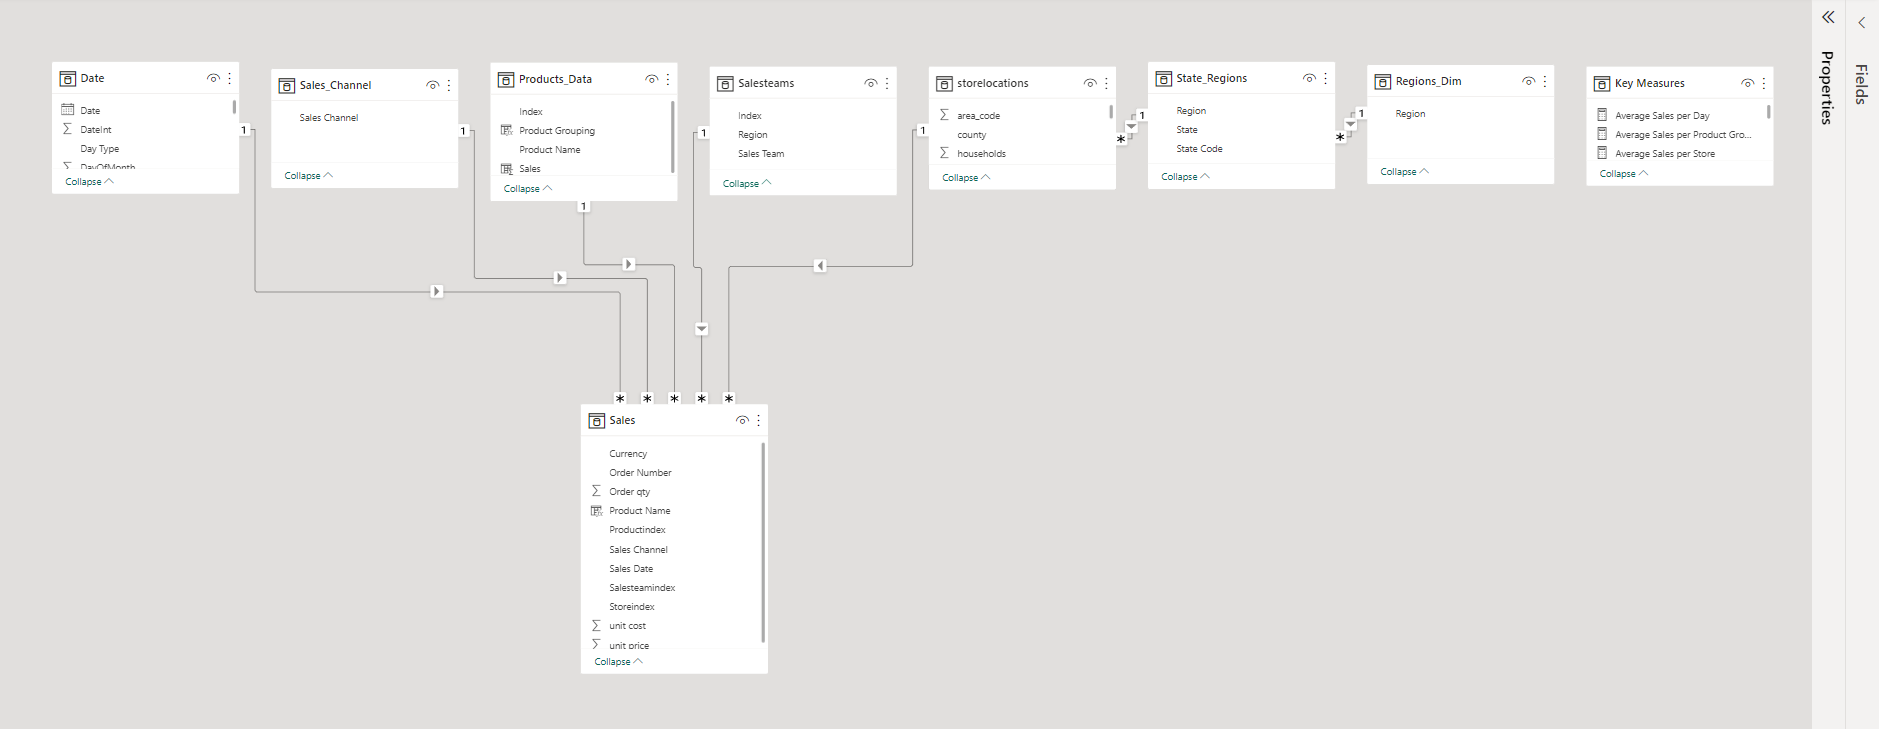 Date
Date
DateInt
Day Type
DayOfMonth
Collapse
1
Sales_Channel
Sales Channel
Collapse
1
Products_Data
Index
Product Grouping
Product Name
Sales
Collapse
1
Salesteams
Index
Region
Sales Team
Collapse
1
storelocations
area_code
county
households
Collapse
1
*
1
State_Regions
Region
State
State Code
Collapse
*
1
Regions_Dim
Region
Collapse
Key Measures
Average Sales per Day
Average Sales per Product Gro...
Average Sales per Store
Collapse
Properties
Fields
* * * * *
Sales
Currency
Order Number
Order qty
Product Name
Productindex
Sales Channel
Sales Date
Salesteamindex
Storeindex
unit cost
unit price
Collapse